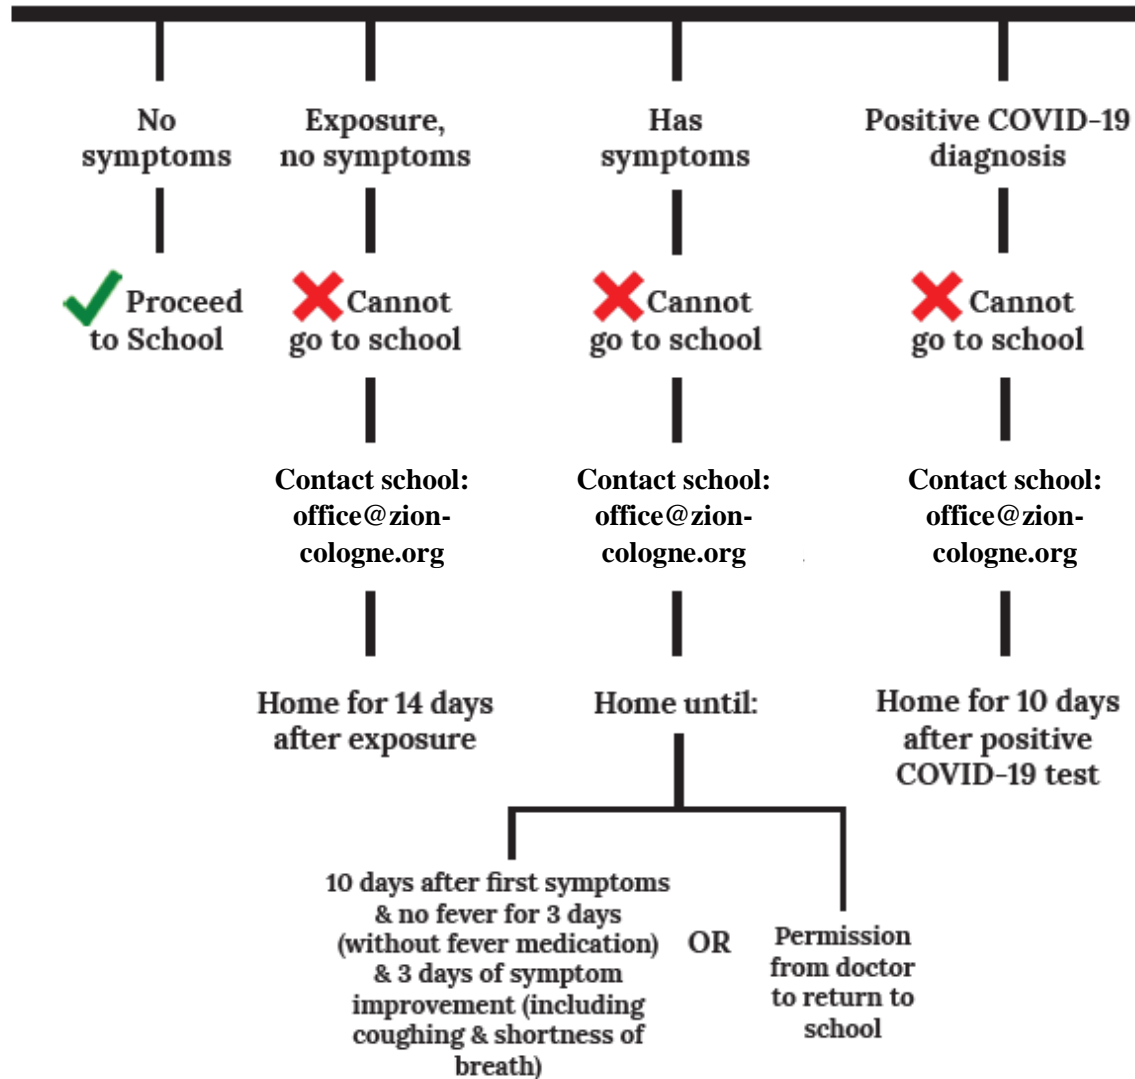 No
symptoms
Exposure,
no symptoms
Has
symptoms
Positive COVID-19
diagnosis
Proceed
to School
Cannot
go to school
Cannot
go to school
Cannot
go to school
Contact school:
office@zion-
cologne.org
Contact school:
office@zion-
cologne.org
Contact school:
office@zion-
cologne.org
Home for 14 days
after exposure
Home until:
Home for 10 days
after positive
COVID-19 test
10 days after first symptoms
& no fever for 3 days
(without fever medication)
& 3 days of symptom
improvement (including
coughing & shortness of
breath)
OR
Permission
from doctor
to return to
school